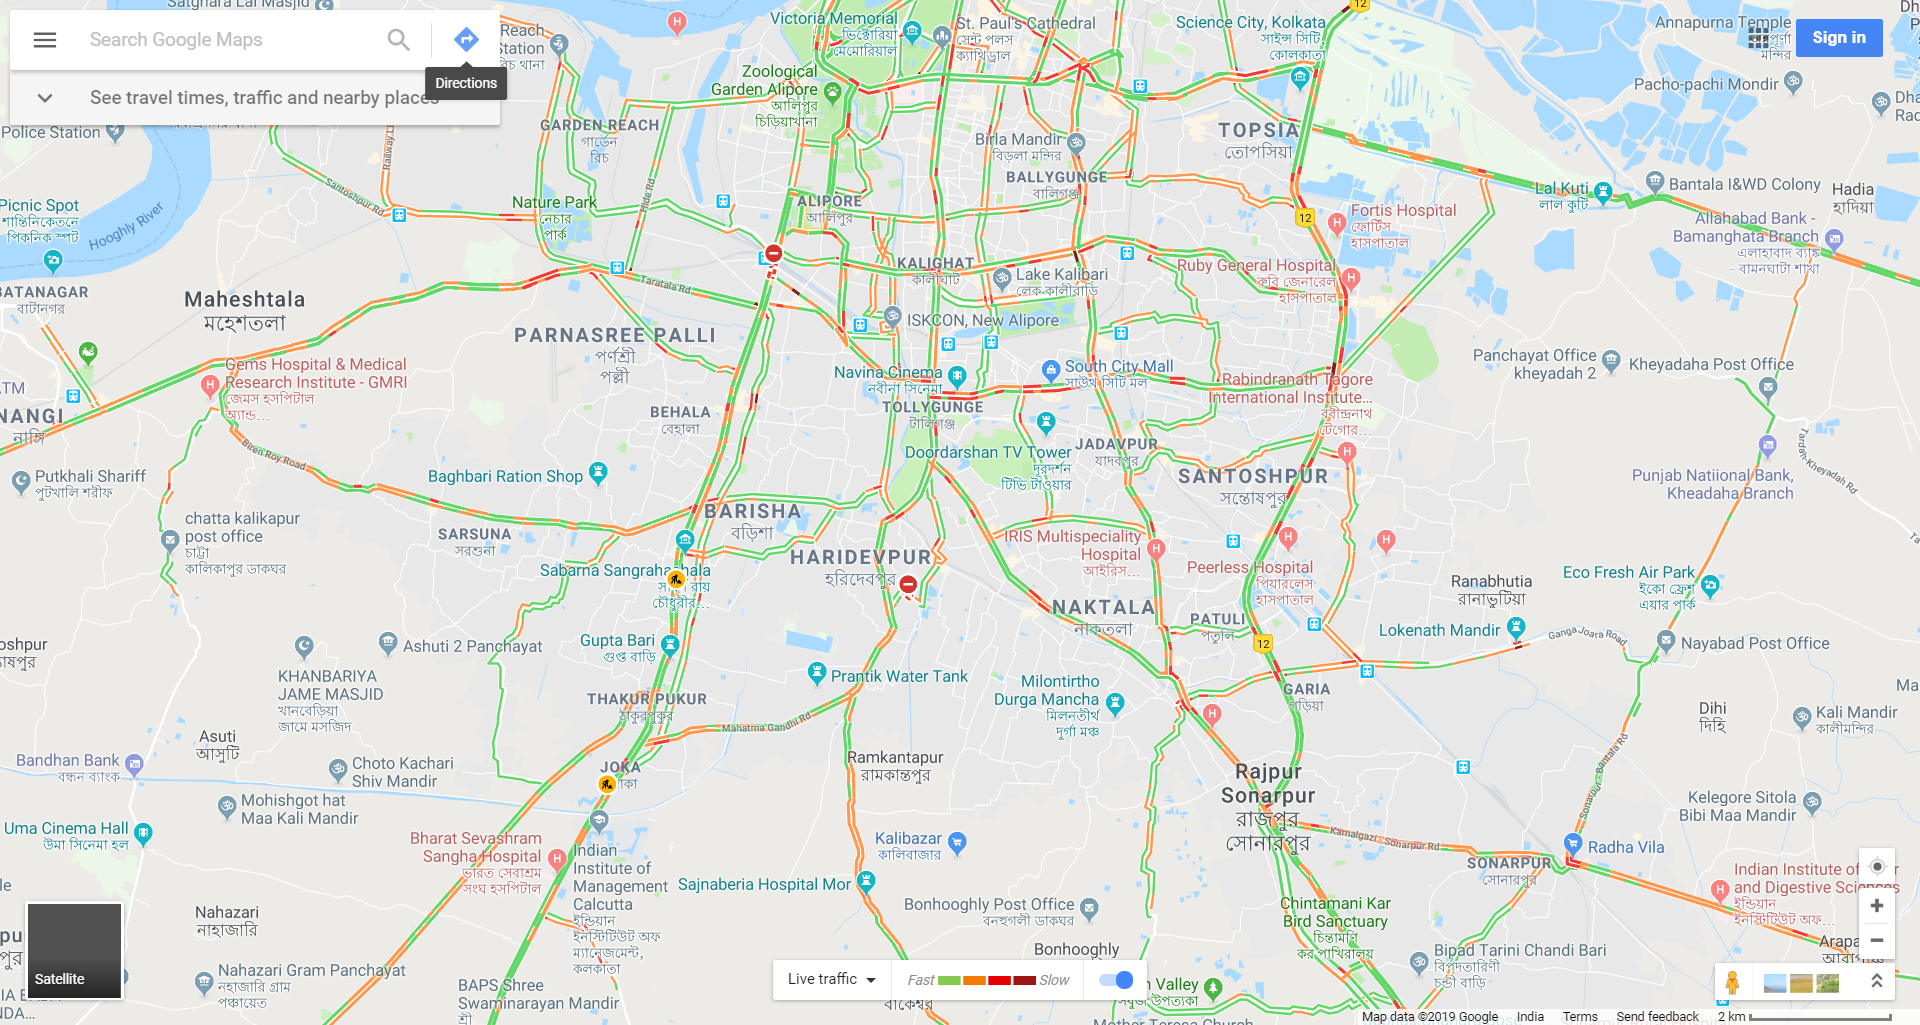 Satghara Lal Masjid
Search Google Maps
Directions
See travel times, traffic and nearby places
Sign in
Reach
Station
রিচ থানা
Police Station
Victoria Memorial
ভিক্টোরিয়া
মেমোরিয়াল
St. Paul's Cathedral
সেন্ট পলস
ক্যাথিড্রাল
Science City, Kolkata
সাইন্স সিটি,
কোলকাতা
Annapurna Temple
মন্দির
12
Zoological
Garden Alipore
আলিপুর
চিড়িয়াখানা
Pacho-pachi Mondir
GARDEN REACH
গার্ডেন
রিচ
Birla Mandir
বিড়লা মন্দির
TOPSIA
তোপসিয়া
BALLYGUNGE
বালিগঞ্জ
Santoshpur Rd
Hide Rd
Picnic Spot
শান্তিনিকেতনে
পিকনিক স্পট
Hooghly River
Nature Park
নেচার
পার্ক
ALIPORE
আলিপুর
Lal Kuti
লাল কুটি
Bantala I&WD Colony
Hadia
হাদিয়া
12
Fortis Hospital
ফোর্টিস
হাসপাতাল
Allahabad Bank -
Bamanghata Branch
এলাহাবাদ ব্যাঙ্ক
- বামনঘাটা শাখা
BATANAGAR
বাটানগর
Maheshtala
মহেশতলা
Taratala Rd
KALIGHAT
কালীঘাট
Lake Kalibari
লেক কালীবাড়ি
Ruby General Hospital
রুবি জেনারেল
হাসপাতাল
PARNASREE PALLI
পর্ণশ্রী
পল্লী
ISKCON, New Alipore
Gems Hospital & Medical
Research Institute - GMRI
জেমস হসপিটাল
অ্যান্ড...
Navina Cinema
নবীনা সিনেমা
South City Mall
সাউথ সিটি মল
Rabindranath Tagore
International Institute...
রবীন্দ্রনাথ
টেগোর...
Panchayat Office
kheyadah 2
Kheyadaha Post Office
NANGI
নাঙ্গি
BEHALA
বেহালা
TOLLYGUNGE
টালিগঞ্জ
Biren Roy Road
Doordarshan TV Tower
দূরদর্শন
টিভি টাওয়ার
JADAVPUR
যাদবপুর
SANTOSHPUR
সন্তোষপুর
Tardah-Kheyadah Rd
Putkhali Shariff
পুটখালি শরীফ
Baghbari Ration Shop
Punjab Natiional Bank,
Kheadaha Branch
chatta kalikapur
post office
চাট্টা
কালিকাপুর ডাকঘর
SARSUNA
সরশুনা
BARISHA
বড়িশা
HARIDEVPUR
হরিদেবপুর
IRIS Multispeciality
Hospital
আইরিস...
Peerless Hospital
পিয়ারলেস
হাসপাতাল
Ranabhutia
রানাভুটিয়া
Eco Fresh Air Park
ইকো ফ্রেশ
এয়ার পার্ক
Sabarna Sangrahashala
রায়
চৌধুরীর...
NAKTALA
নাকতলা
PATULI
পতুলি
12
Lokenath Mandir
Ganga Joara Road
Nayabad Post Office
Ashuti 2 Panchayat
Gupta Bari
গুপ্ত বাড়ি
KHANBARIYA
JAME MASJID
খানবেড়িয়া
জামে মসজিদ
Prantik Water Tank
Milontirtho
Durga Mancha
মিলনতীর্থ
দুর্গা মঞ্চ
THAKUR PUKUR
ঠাকুরপুকুর
GARIA
গড়িয়া
Dihi
দিহি
Kali Mandir
কালীমন্দির
Asuti
আসুটি
Mahatma Gandhi Rd
Sonarpur-Bantala Rd
Bandhan Bank
বন্ধন ব্যাংক
Choto Kachari
Shiv Mandir
JOKA
Ramkantapur
রামকান্তপুর
Rajpur
Sonarpur
রাজপুর
সোনারপুর
Mohishgot hat
Maa Kali Mandir
Kelegore Sitola
Bibi Maa Mandir
Uma Cinema Hall
উমা সিনেমা হল
Bharat Sevashram
Sangha Hospital
ভারত সেবাশ্রম
সংঘ হসপিটাল
Kalibazar
কালিবাজার
Kamalgazi - Sonarpur Rd
SONARPUR
সোনারপুর
Radha Vila
Indian
Institute of
Management
Calcutta
ইন্ডিয়ান
ইনস্টিটিউট অফ
ম্যানেজমেন্ট,
কলকাতা
Sajnaberia Hospital Mor
Indian Institute of
and Digestive Sciences
ইন্ডিয়ান
ইনস্টিটিউট অফ...
Nahazari
নাহাজারি
Bonhooghly Post Office
বনহুগলী ডাকঘর
Chintamani Kar
Bird Sanctuary
চিন্তামণি
কর পাখিরালয়
Bonhooghly
Bipad Tarini Chandi Bari
বিপদতারিণী
চন্ডী বাড়ি
Satellite
Nahazari Gram Panchayat
নাহাজারি গ্রাম
পঞ্চায়েত
BAPS Shree
Swaminarayan Mandir
শ্রী
Live traffic
Fast
Slow
Valley
উপত্যকা
Map data ©2019 Google
India
Terms
Send feedback
2 km